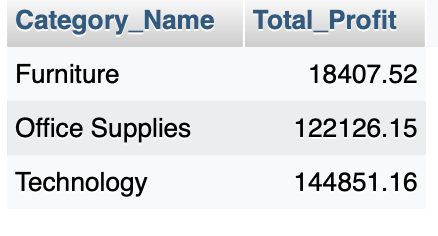 Category_Name Total_Profit
Furniture 18407.52
Office Supplies 122126.15
Technology 144851.16